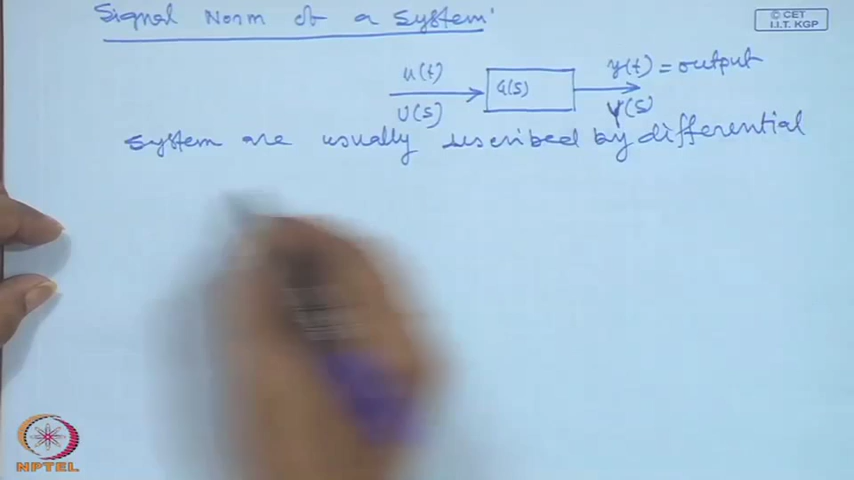 Signal Norm of a System
© CET
I.I.T. KGP
u(t)
G(s)
y(t) = output
U(s)
Y(s)
System are usually described by differential
NPTEL